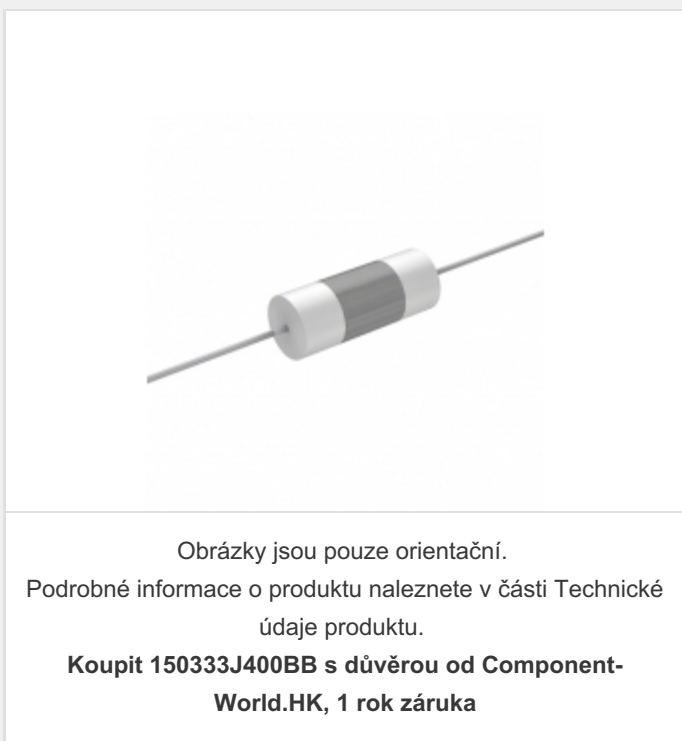 Obrázky jsou pouze orientační.
Podrobné informace o produktu naleznete v části Technické
údaje produktu.
Koupit 150333J400BB s důvěrou od Component-
World.HK, 1 rok záruka